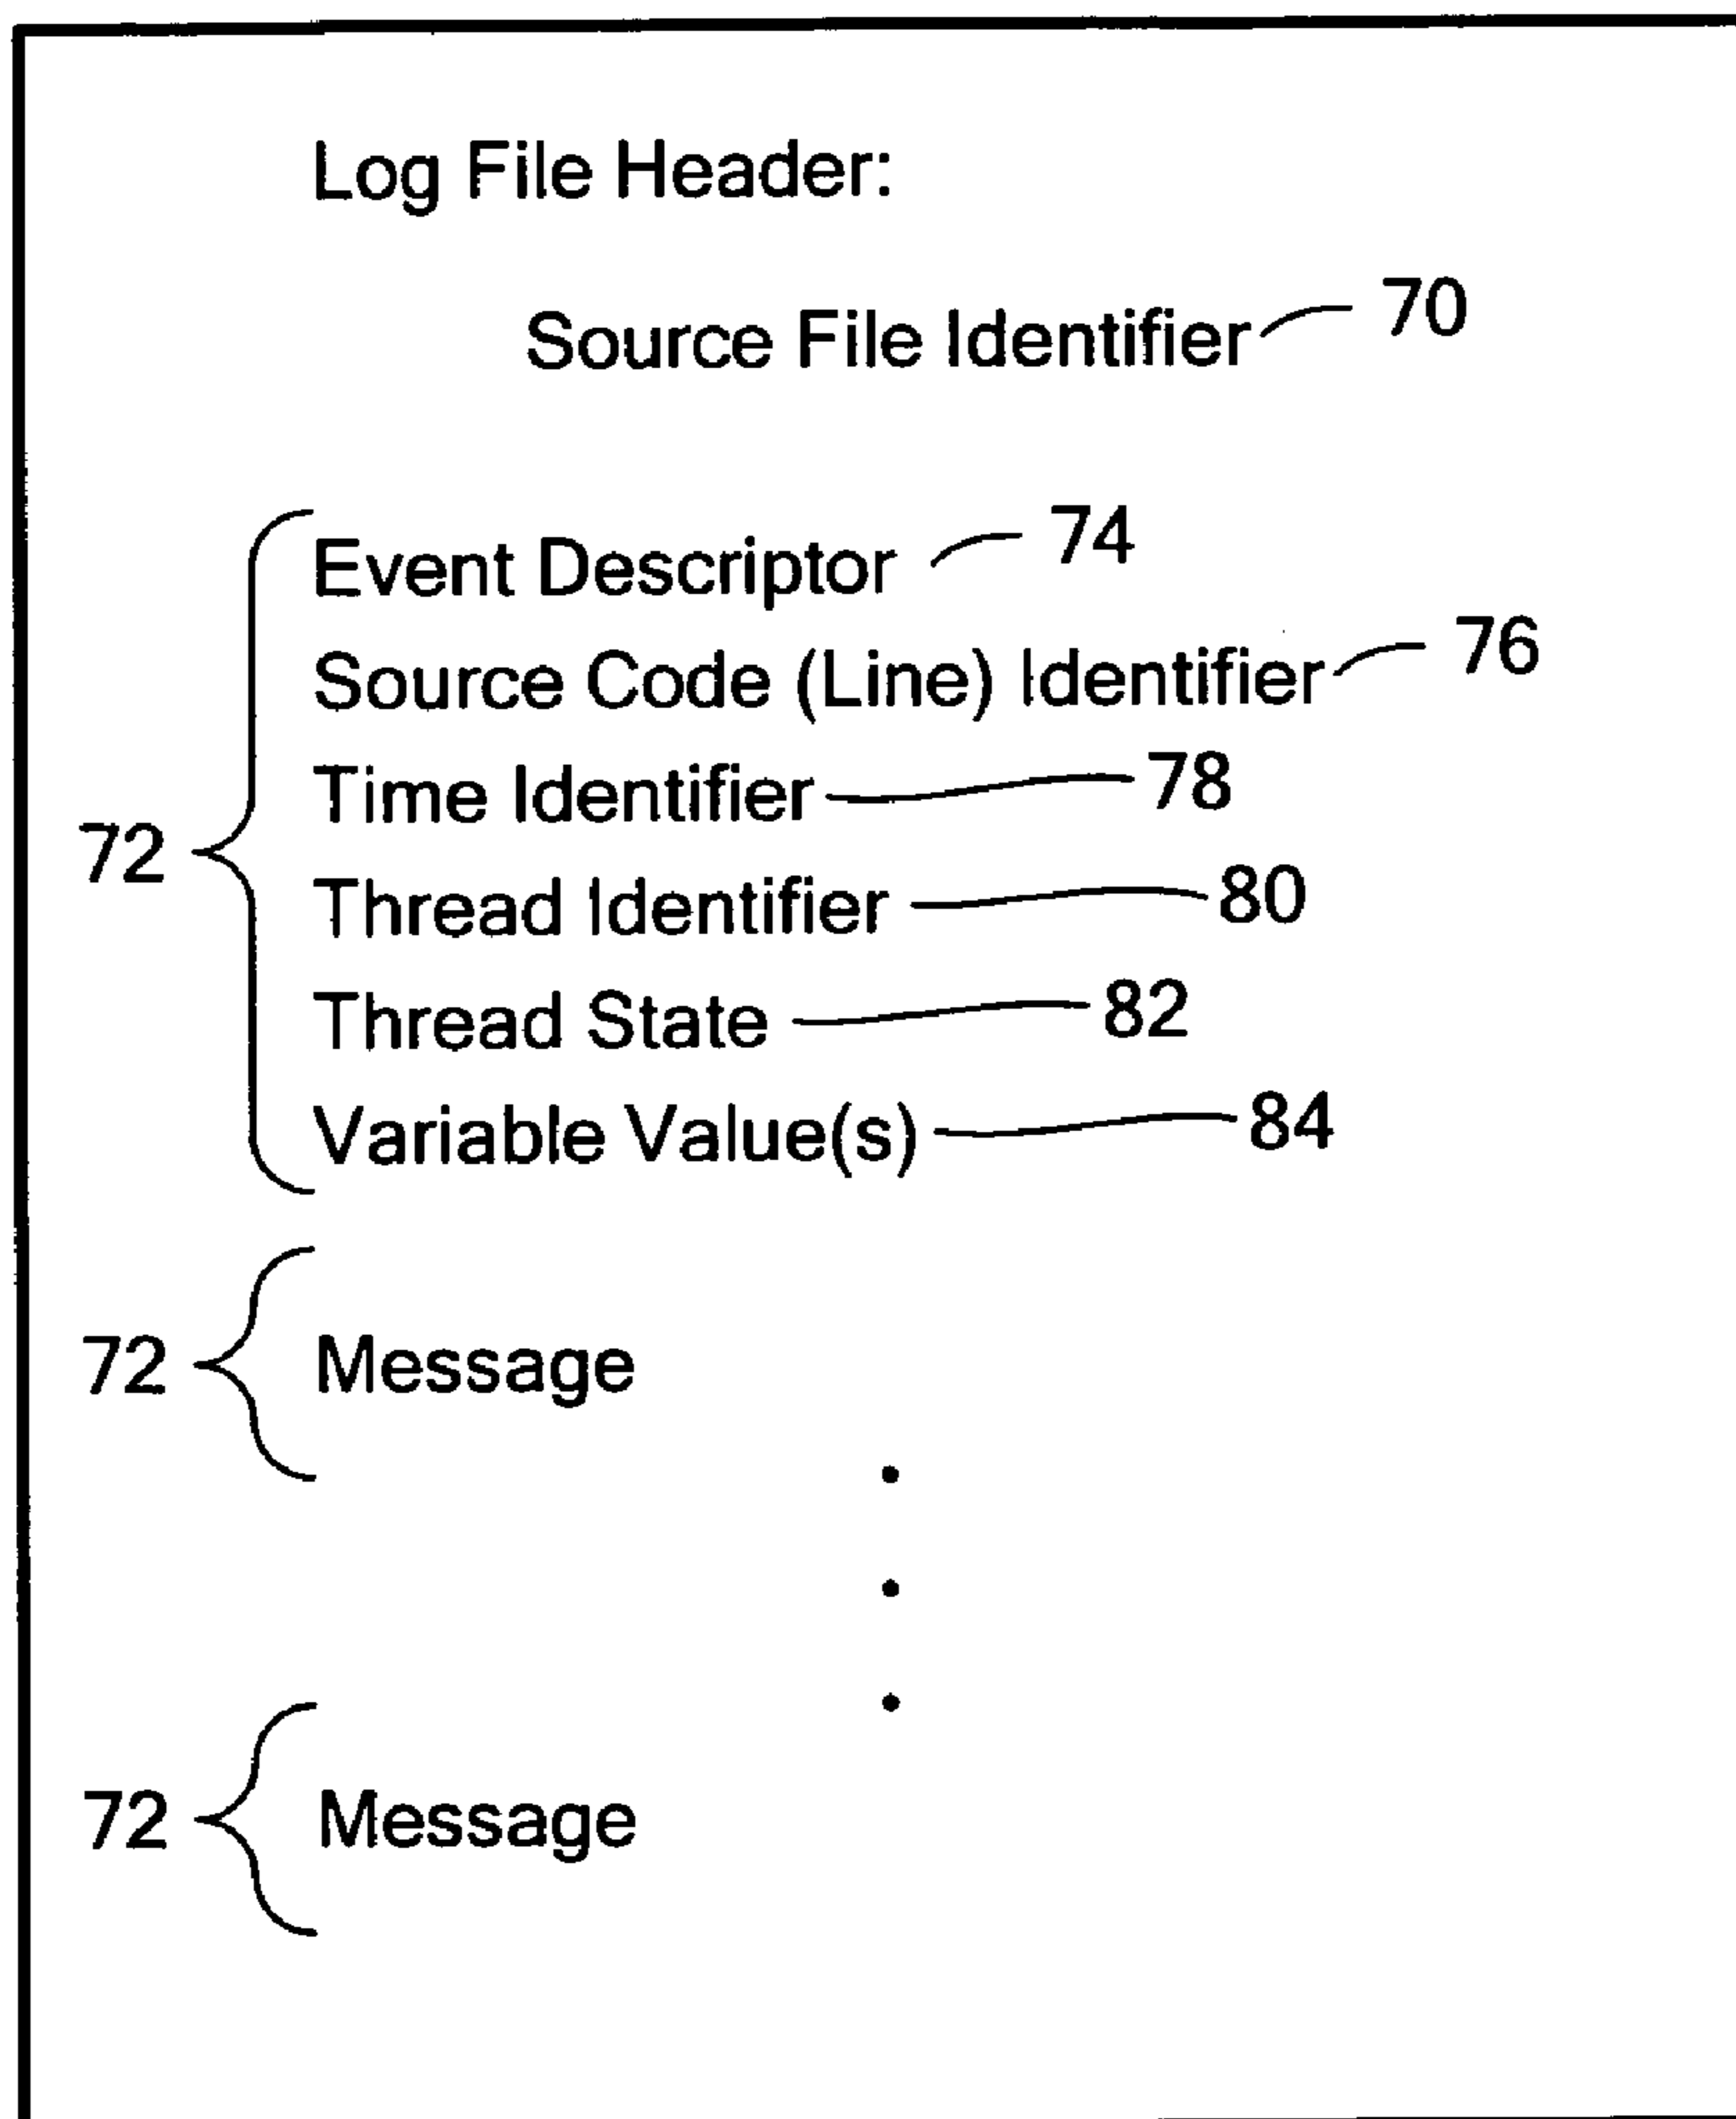 Log File Header:
Source File Identifier 70
Event Descriptor 74
Source Code (Line) Identifier 76
Time Identifier 78
72
Thread Identifier 80
Thread State 82
Variable Value(s) 84
72 Message
72 Message